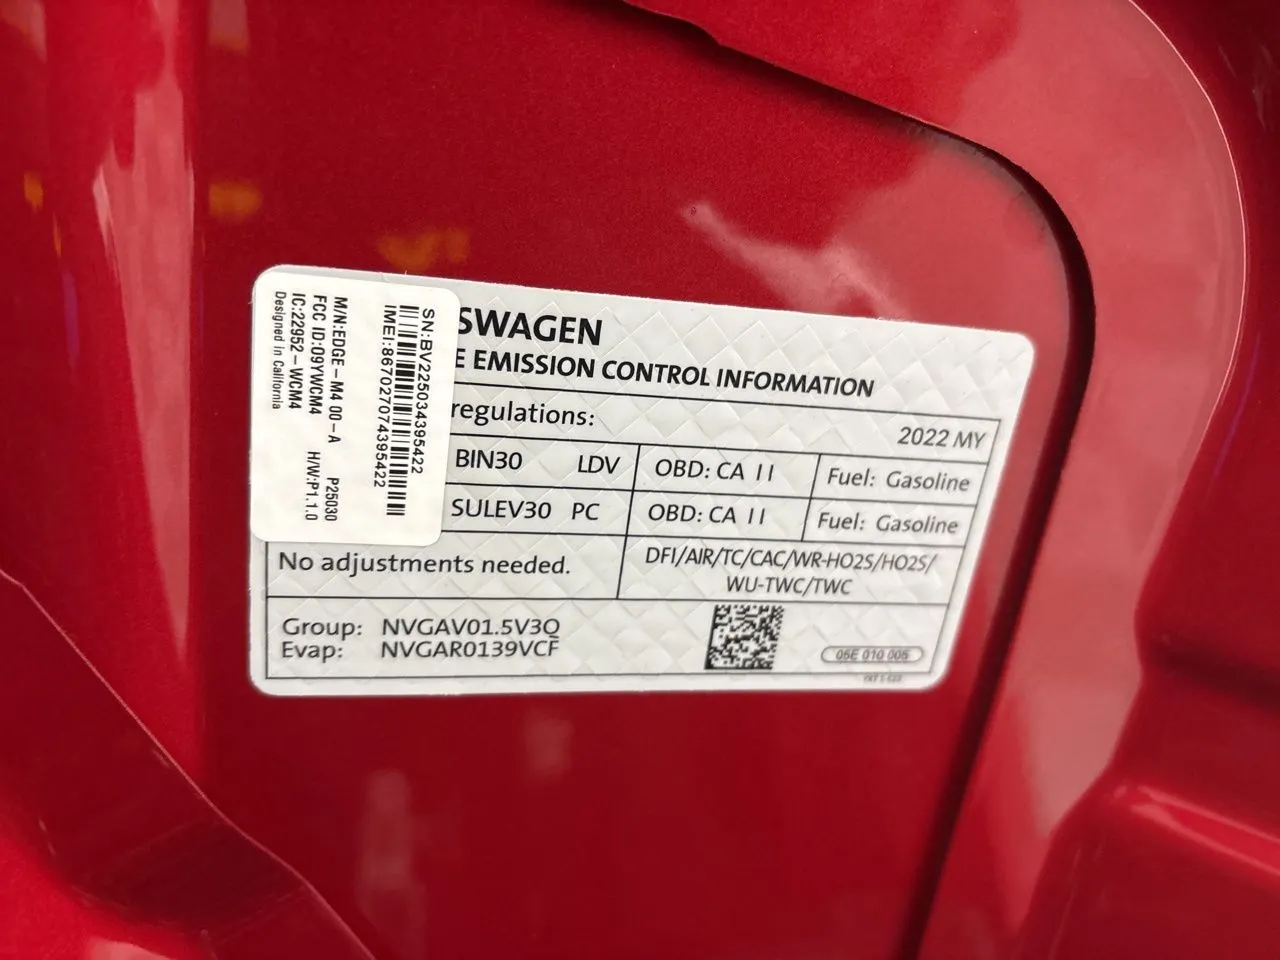 SWAGEN
E EMISSION CONTROL INFORMATION
regulations:
2022 MY
BIN30 LDV OBD: CA II Fuel: Gasoline
SULEV30 PC OBD: CA II Fuel: Gasoline
No adjustments needed.
DFI/AIR/TC/CAC/WR-HO2S/HO2S/
WU-TWC/TWC
Group: NVGAV01.5V3Q
Evap: NVGAR0139VCF
05E 010 005
SN:BV225034395422
IMEI:867027074395422
M/N:EDGE-M4 00-A P25030
FCC ID:09YWCM4 H/W:P1.1.0
IC:22952-WCM4
Designed in California